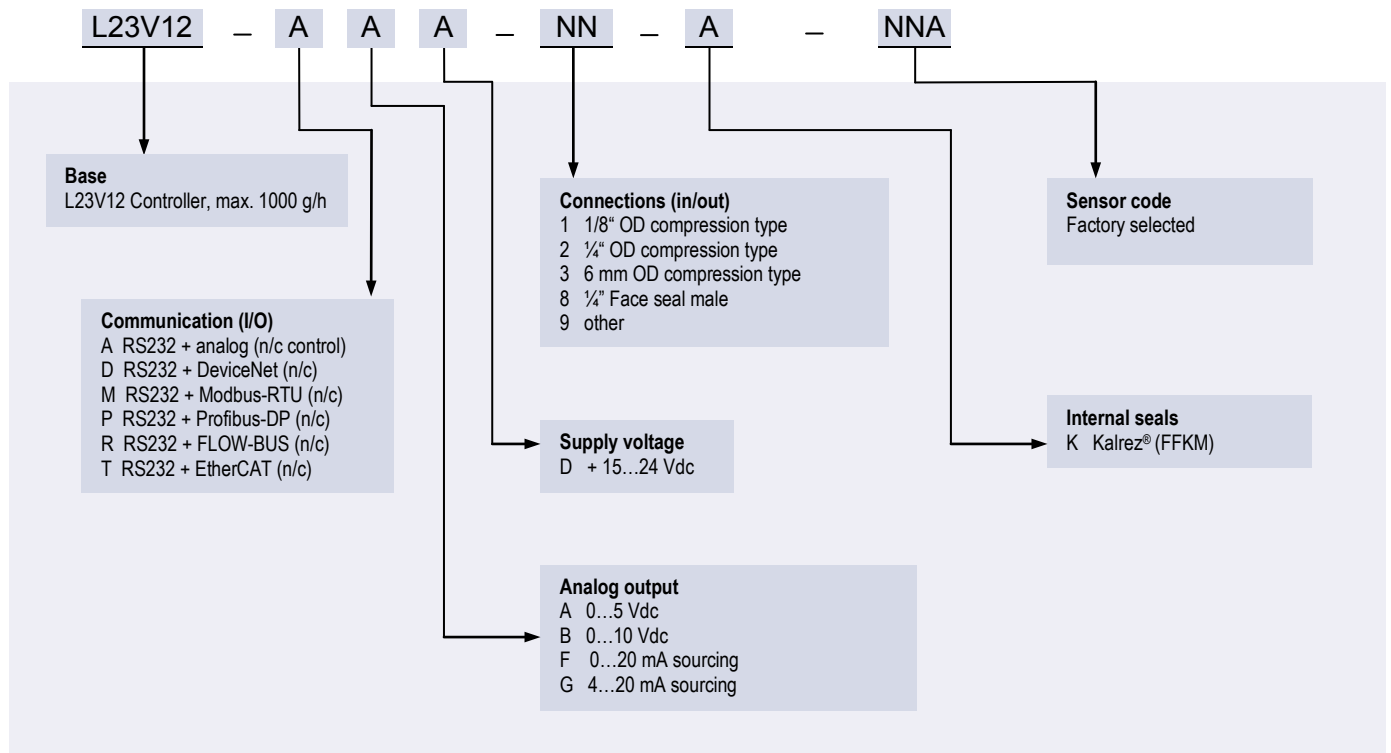 L23V12 – A A A – NN – A – NNA
Base
L23V12 Controller, max. 1000 g/h
Communication (I/O)
A RS232 + analog (n/c control)
D RS232 + DeviceNet (n/c)
M RS232 + Modbus-RTU (n/c)
P RS232 + Profibus-DP (n/c)
R RS232 + FLOW-BUS (n/c)
T RS232 + EtherCAT (n/c)
Connections (in/out)
1 1/8“ OD compression type
2 ¼“ OD compression type
3 6 mm OD compression type
8 ¼” Face seal male
9 other
Supply voltage
D + 15…24 Vdc
Analog output
A 0…5 Vdc
B 0…10 Vdc
F 0…20 mA sourcing
G 4…20 mA sourcing
Sensor code
Factory selected
Internal seals
K Kalrez® (FFKM)